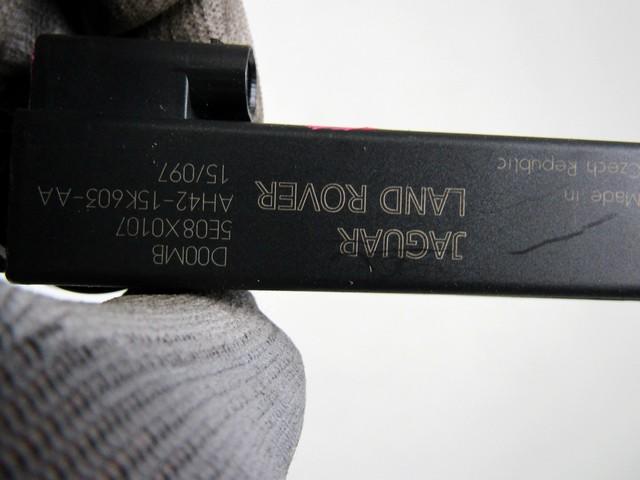 JAGUAR
LAND ROVER
D00MB
5E08X0107
AH42-15K603-AA
15/097
Made in
Czech Republic